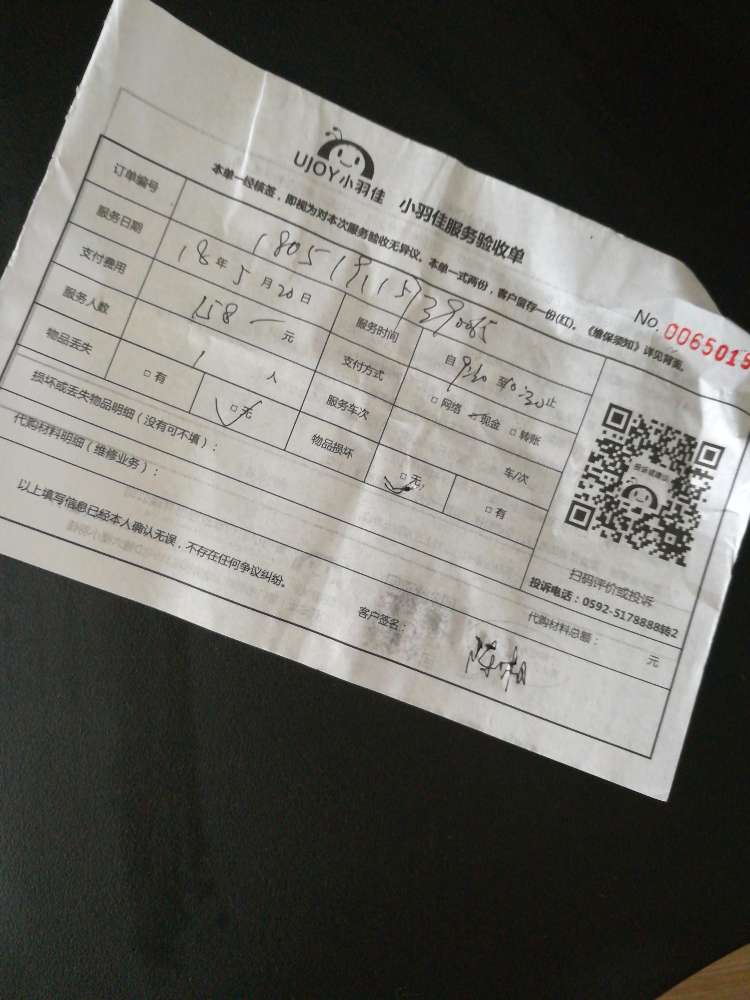 UJOY小羽佳 小羽佳服务验收单
本单一经核签，即视为对本次服务验收无异议。本单一式两份，客户留存一份(红)。《维保须知》详见背面。
No. 0065015
订单编号
服务日期 18年5月20日 服务时间 自9:30至10:30止
支付费用 158元 支付方式 □网络 ☑现金 □转账
服务人数 1人 服务车次 车/次
物品丢失 □有 ☑无 物品损坏 ☑无 □有
损坏或丢失物品明细（没有可不填）：
代购材料明细（维修业务）：
代购材料总额： 元
以上填写信息已经本人确认无误，不存在任何争议纠纷。
客户签名：
投诉或建议
扫码评价或投诉
投诉电话：0592-5178888转2